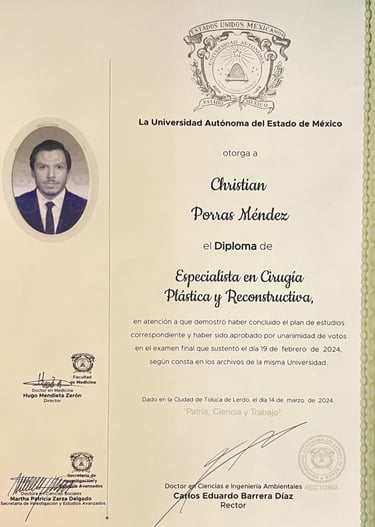 ESTADOS UNIDOS MEXICANOS
UNIVERSIDAD AUTÓNOMA
ESTADO MÉXICO
La Universidad Autónoma del Estado de México
otorga a
Christian
Porras Méndez
el Diploma de
Especialista en Cirugía
Plástica y Reconstructiva,
en atención a que demostró haber concluido el plan de estudios
correspondiente y haber sido aprobado por unanimidad de votos
en el examen final que sustentó el día 19 de febrero de 2024,
según consta en los archivos de la misma Universidad.
Dado en la Ciudad de Toluca de Lerdo, el día 14 de marzo de 2024.
"Patria, Ciencia y Trabajo"
Facultad
de Medicina
Doctor en Medicina
Hugo Mendieta Zerón
Director
Secretaría de
Investigación y
Estudios Avanzados
Doctora en Ciencias Sociales
Martha Patricia Zarza Delgado
Secretaria de Investigación y Estudios Avanzados
Doctor en Ciencias e Ingeniería Ambientales
Carlos Eduardo Barrera Díaz
Rector
RECTORÍA